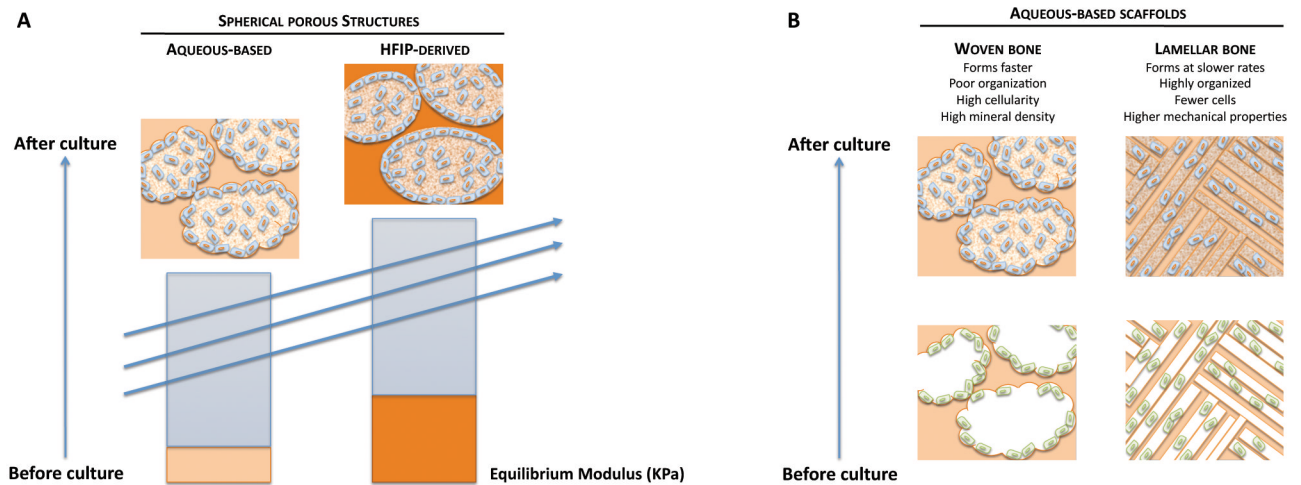 A
SPHERICAL POROUS STRUCTURES
AQUEOUS-BASED
HFIP-DERIVED
After culture
Before culture
Equilibrium Modulus (KPa)
B
AQUEOUS-BASED SCAFFOLDS
WOVEN BONE
Forms faster
Poor organization
High cellularity
High mineral density
LAMELLAR BONE
Forms at slower rates
Highly organized
Fewer cells
Higher mechanical properties
After culture
Before culture